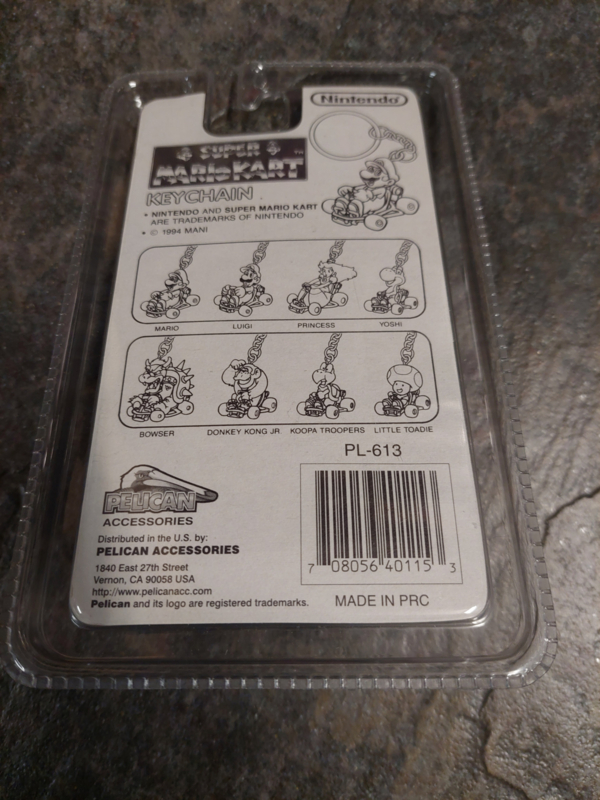 Nintendo
SUPER
MARIO KART
TM
KEYCHAIN
• NINTENDO AND SUPER MARIO KART
ARE TRADEMARKS OF NINTENDO
• © 1994 MANI
MARIO LUIGI PRINCESS YOSHI
BOWSER DONKEY KONG JR KOOPA TROOPERS LITTLE TOADIE
PL-613
PELICAN
ACCESSORIES
Distributed in the U.S. by:
PELICAN ACCESSORIES
1840 East 27th Street
Vernon, CA 90058 USA
http://www.pelicanacc.com
Pelican and its logo are registered trademarks.
7 08056 40115 3
MADE IN PRC